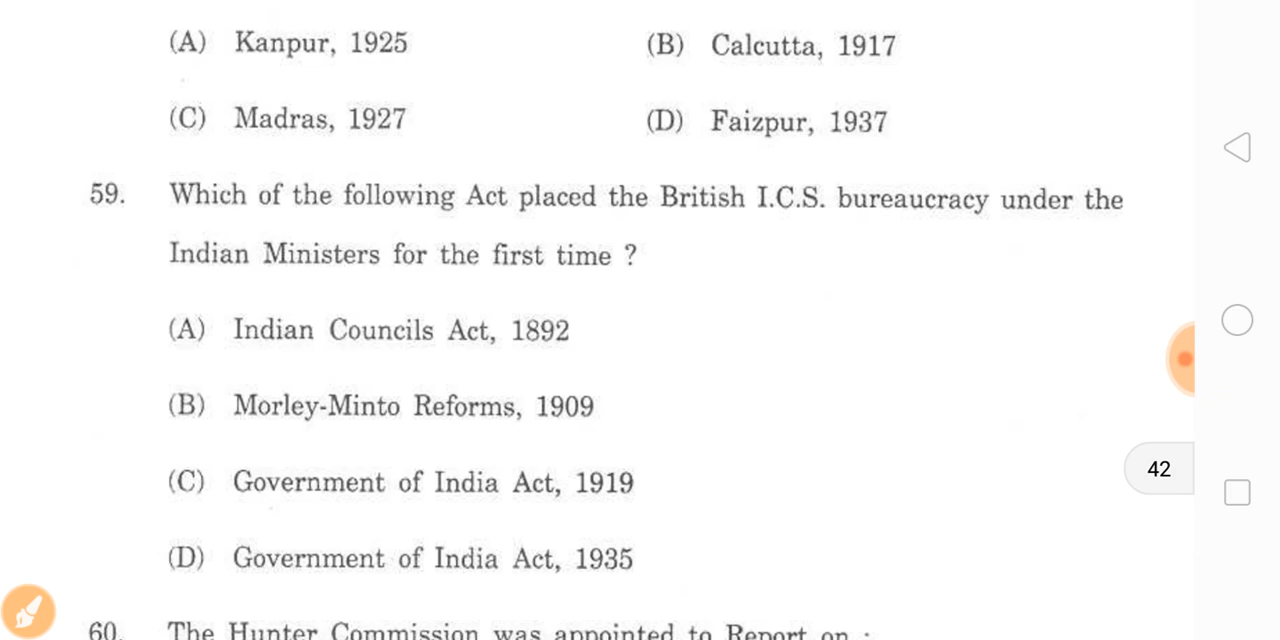 (A) Kanpur, 1925 (B) Calcutta, 1917
(C) Madras, 1927 (D) Faizpur, 1937
59. Which of the following Act placed the British I.C.S. bureaucracy under the
Indian Ministers for the first time ?
(A) Indian Councils Act, 1892
(B) Morley-Minto Reforms, 1909
(C) Government of India Act, 1919
42
(D) Government of India Act, 1935
60. The Hunter Commission was appointed to Report on :